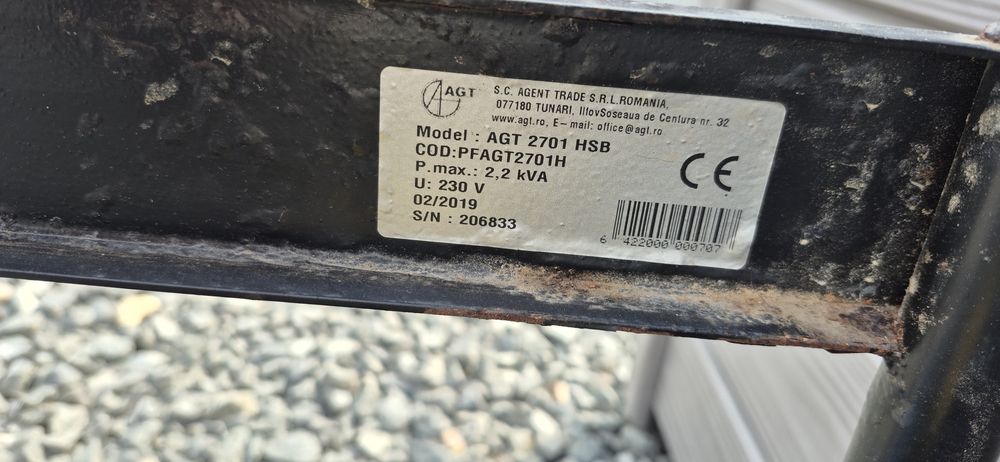 AGT
S.C. AGENT TRADE S.R.L.ROMANIA,
077180 TUNARI, IlfovSoseaua de Centura nr. 32
www.agt.ro, E-mail: office@agt.ro
Model : AGT 2701 HSB
COD:PFAGT2701H
P.max.: 2,2 kVA
U: 230 V
02/2019
S/N : 206833
CE
6 422000 000707